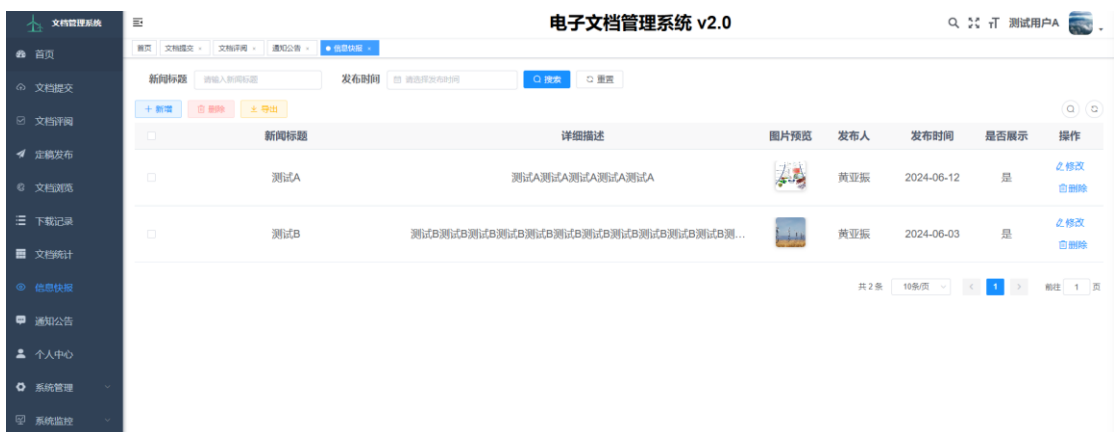 文档管理系统
电子文档管理系统 v2.0
测试用户A
首页
文档提交
文档评阅
定稿发布
文档浏览
下载记录
文档统计
信息快报
通知公告
个人中心
系统管理
系统监控
首页 文档提交 × 文档评阅 × 通知公告 × 信息快报 ×
新闻标题 请输入新闻标题 发布时间 请选择发布时间 搜索 重置
+ 新增 删除 导出
新闻标题 详细描述 图片预览 发布人 发布时间 是否展示 操作
测试A 测试A测试A测试A测试A测试A 黄亚振 2024-06-12 是 修改
删除
测试B 测试B测试B测试B测试B测试B测试B测试B测试B测试B测试B测试B测... 黄亚振 2024-06-03 是 修改
删除
共 2 条 10条/页 < 1 > 前往 1 页